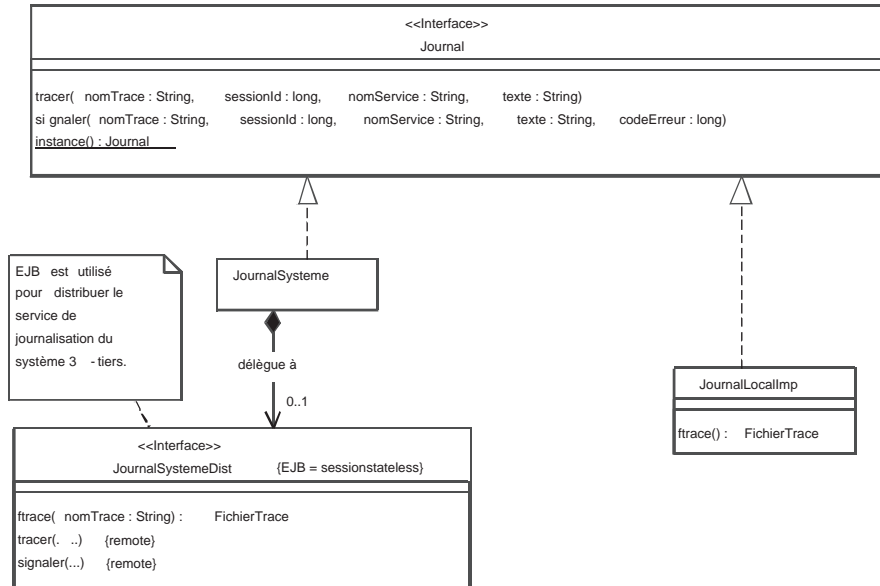 <<Interface>>
Journal
tracer( nomTrace : String, sessionId : long, nomService : String, texte : String)
si gnaler( nomTrace : String, sessionId : long, nomService : String, texte : String, codeErreur : long)
instance() : Journal
EJB est utilisé
pour distribuer le
service de
journalisation du
système 3 - tiers.
JournalSysteme
délègue à
0..1
JournalLocalImp
ftrace() : FichierTrace
<<Interface>>
JournalSystemeDist {EJB = sessionstateless}
ftrace( nomTrace : String) : FichierTrace
tracer(. ..) {remote}
signaler(...) {remote}